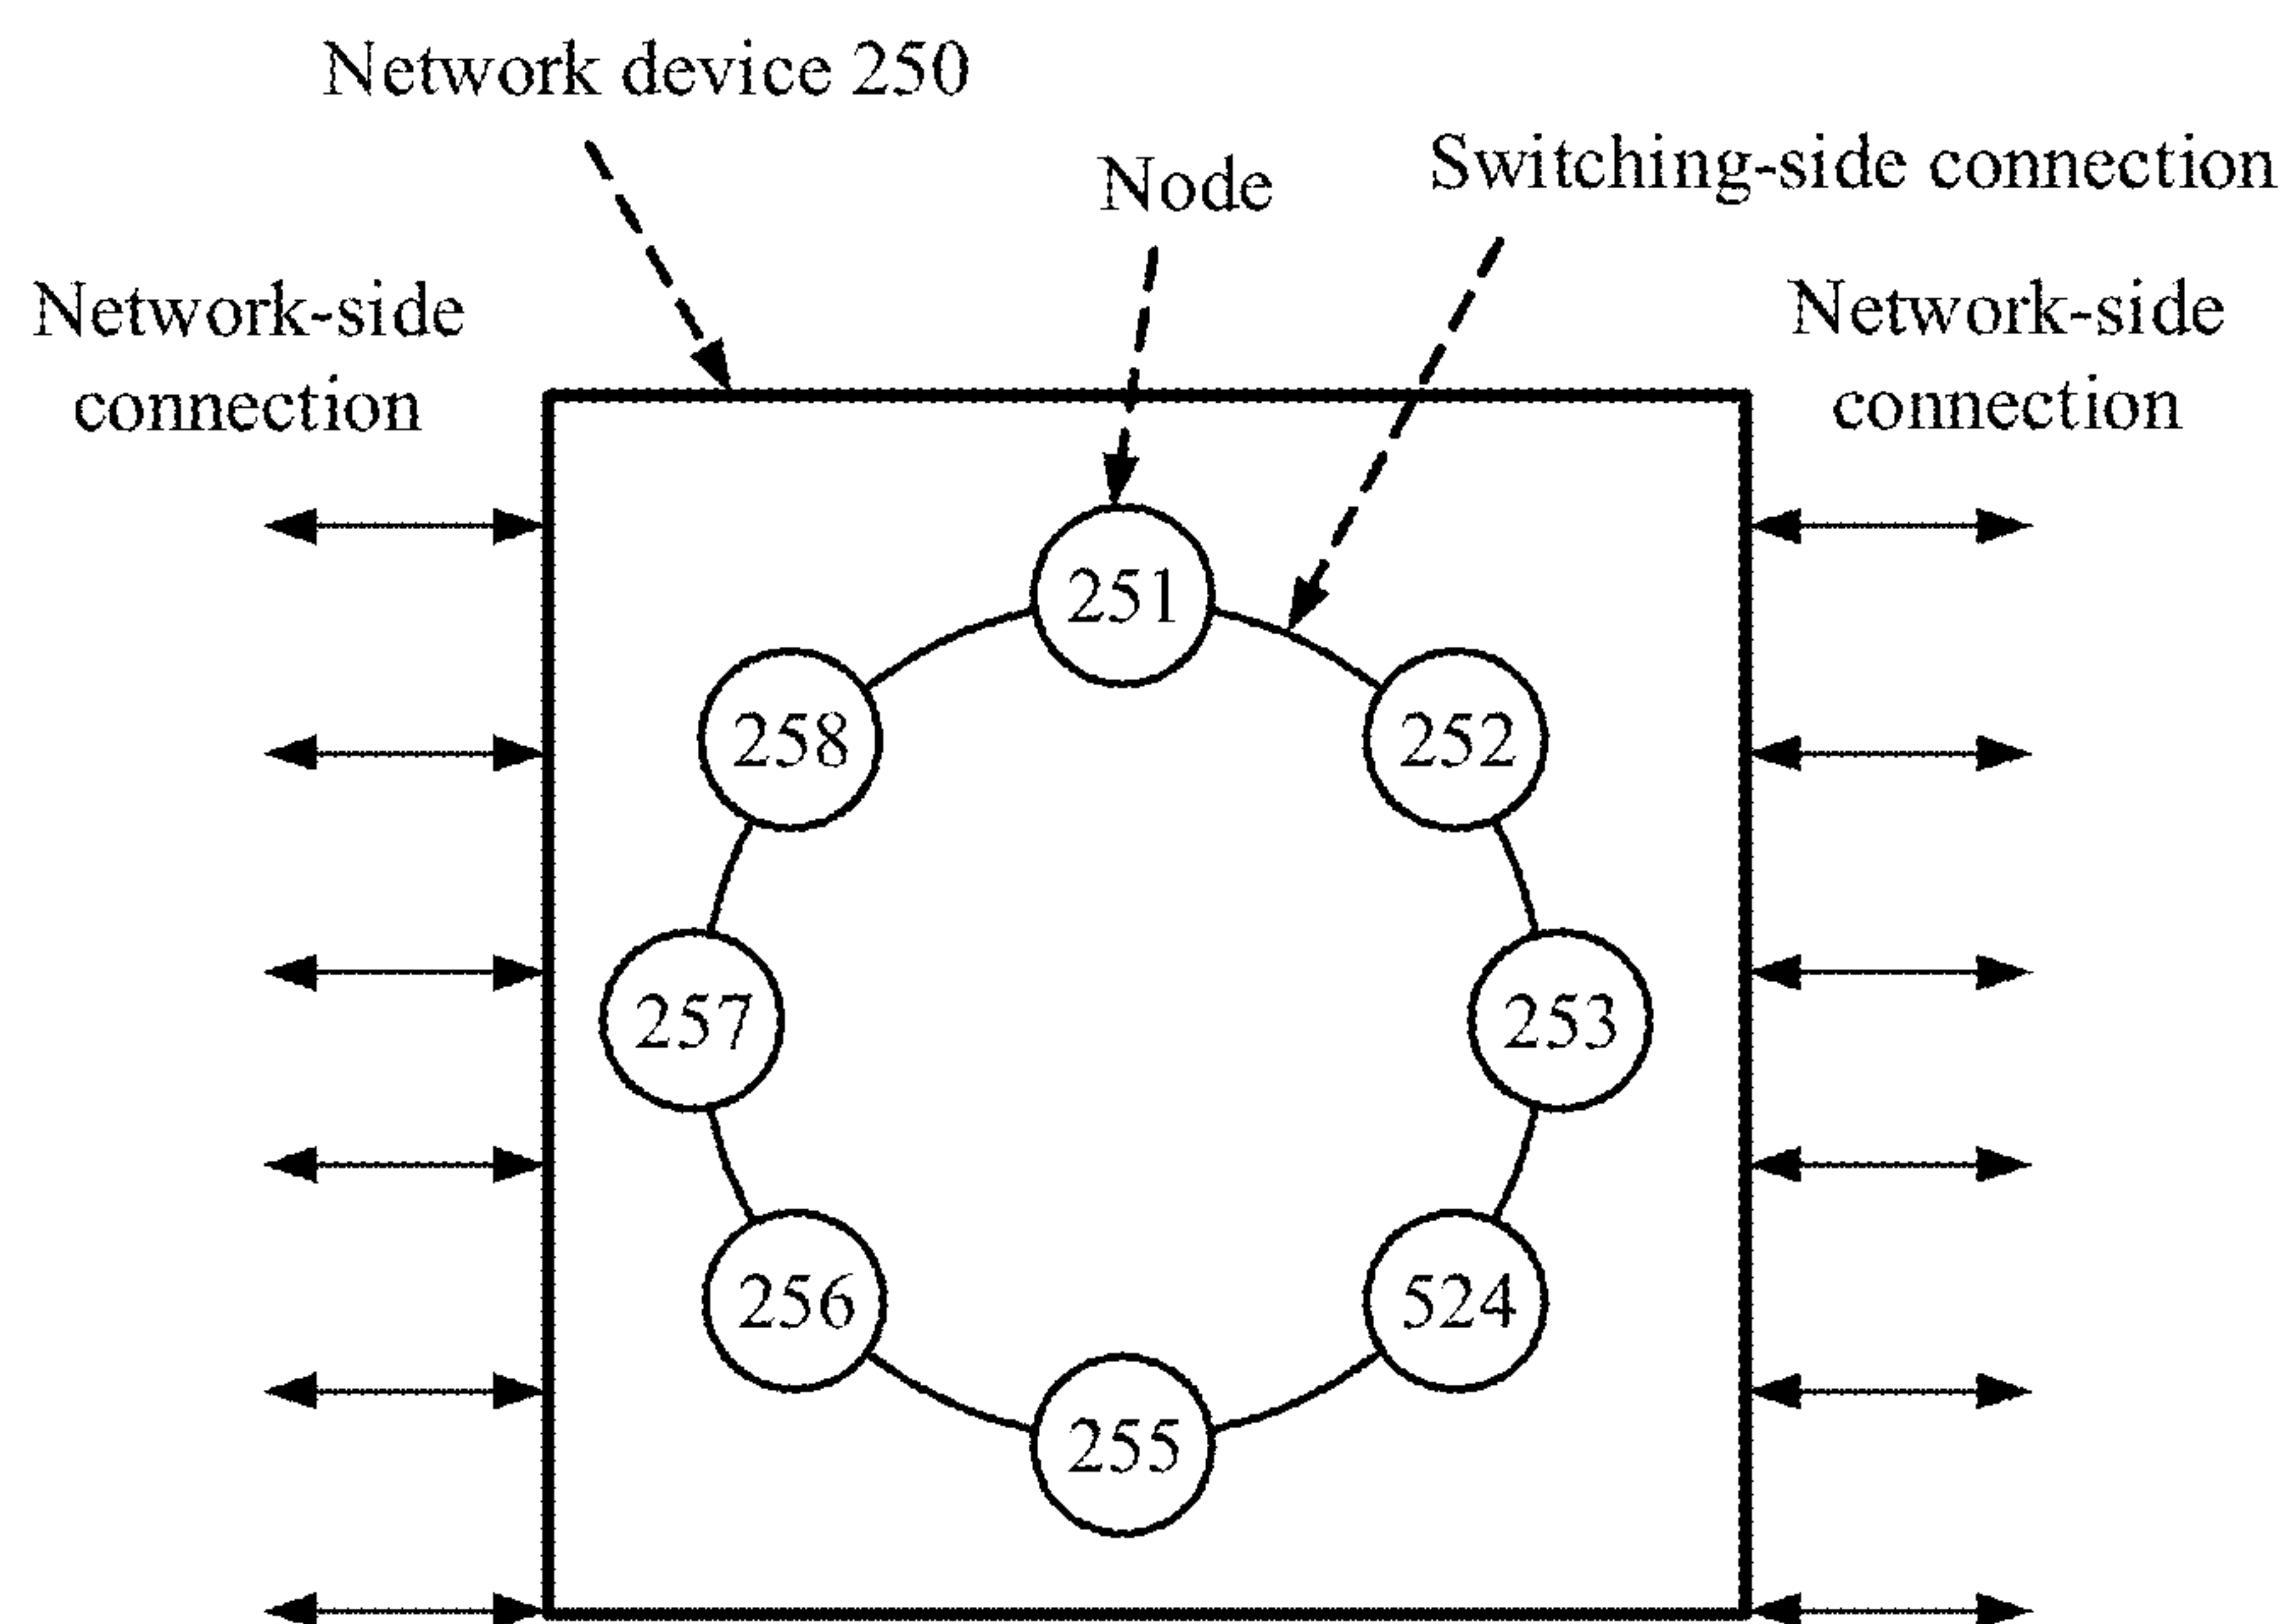 Network device 250
Node
Switching-side connection
Network-side
connection
Network-side
connection
251
258
252
257
253
256
524
255